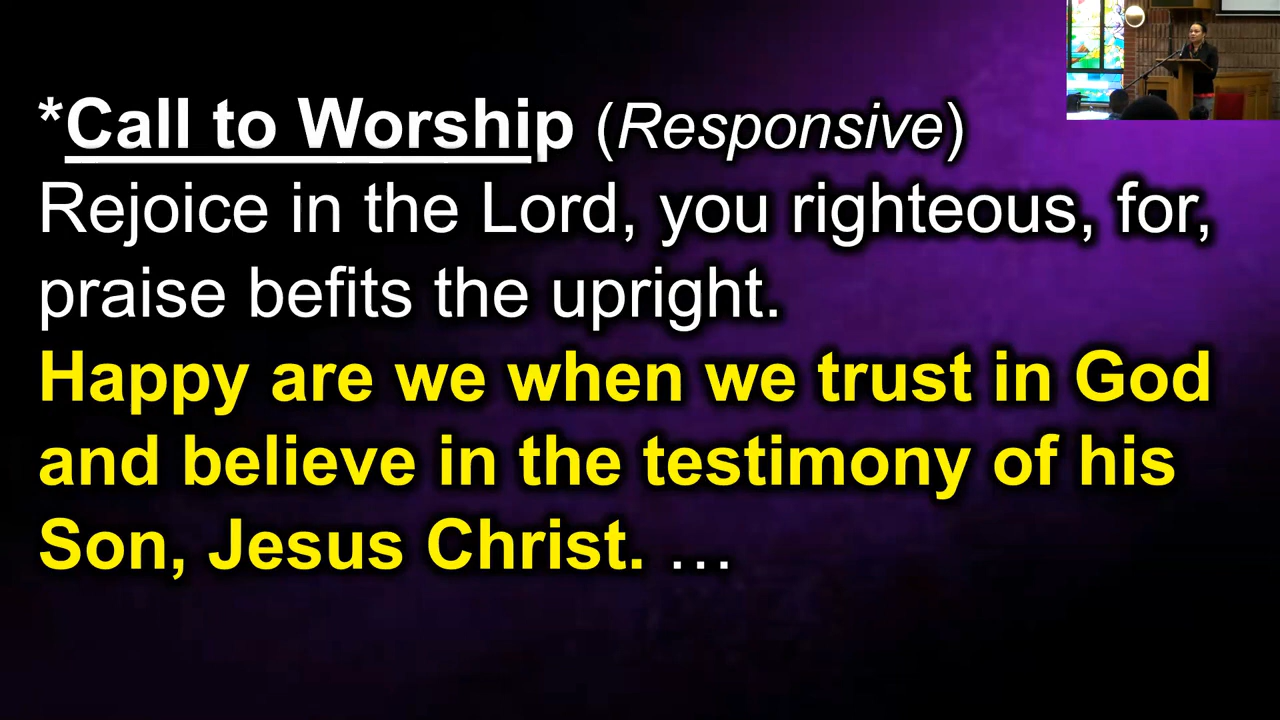 *Call to Worship (Responsive)
Rejoice in the Lord, you righteous, for,
praise befits the upright.
Happy are we when we trust in God
and believe in the testimony of his
Son, Jesus Christ. …